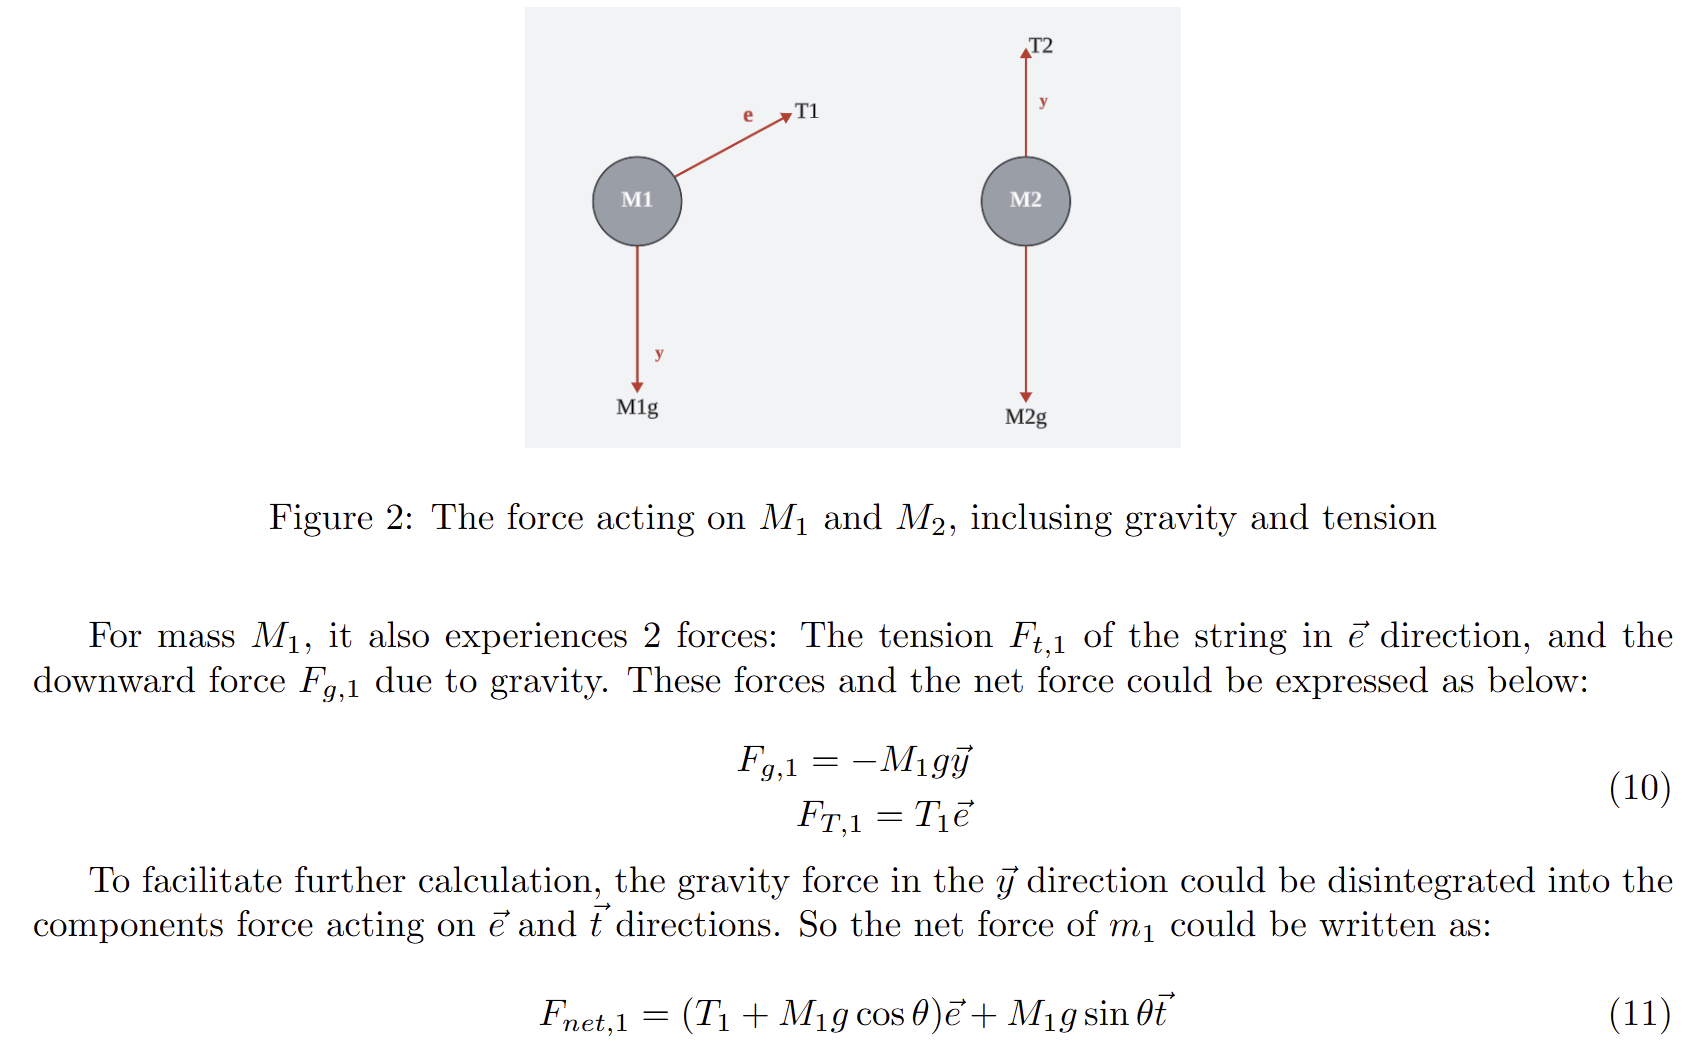 T2
y
e
T1
M1
M2
y
M1g
M2g
Figure 2: The force acting on $M_1$ and $M_2$, inclusing gravity and tension
For mass $M_1$, it also experiences 2 forces: The tension $F_{t,1}$ of the string in $\vec{e}$ direction, and the
downward force $F_{g,1}$ due to gravity. These forces and the net force could be expressed as below:
$F_{g,1} = -M_1 g\vec{y}$
(10)
$F_{T,1} = T_1\vec{e}$
To facilitate further calculation, the gravity force in the $\vec{y}$ direction could be disintegrated into the
components force acting on $\vec{e}$ and $\vec{t}$ directions. So the net force of $m_1$ could be written as:
$F_{net,1} = (T_1 + M_1 g \cos\theta)\vec{e} + M_1 g \sin\theta\vec{t}$ (11)